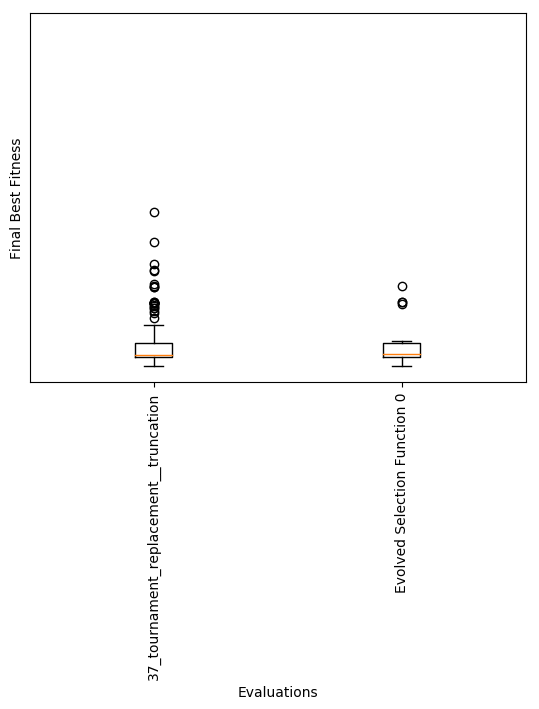 Final Best Fitness
37_tournament_replacement__truncation
Evolved Selection Function 0
Evaluations